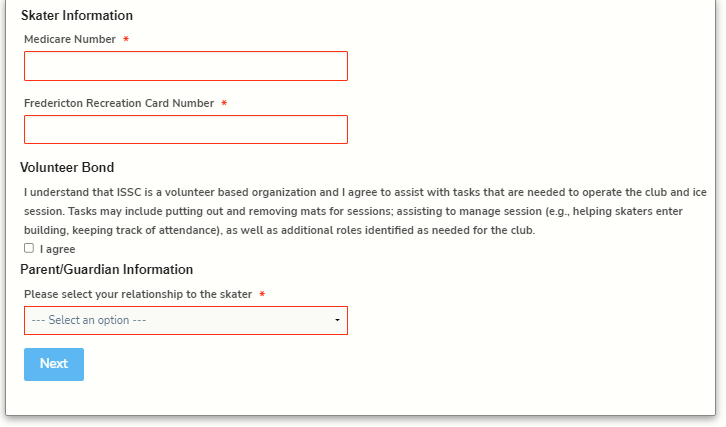 Skater Information
Medicare Number *
Fredericton Recreation Card Number *
Volunteer Bond
I understand that ISSC is a volunteer based organization and I agree to assist with tasks that are needed to operate the club and ice
session. Tasks may include putting out and removing mats for sessions; assisting to manage session (e.g., helping skaters enter
building, keeping track of attendance), as well as additional roles identified as needed for the club.
I agree
Parent/Guardian Information
Please select your relationship to the skater *
--- Select an option ---
Next